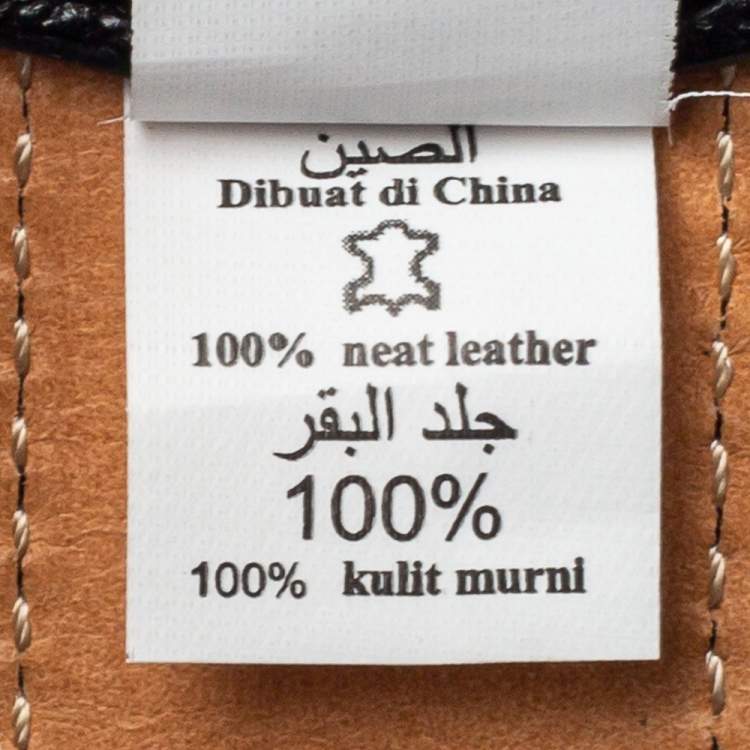 الصين
Dibuat di China
100% neat leather
جلد البقر
100%
100% kulit murni